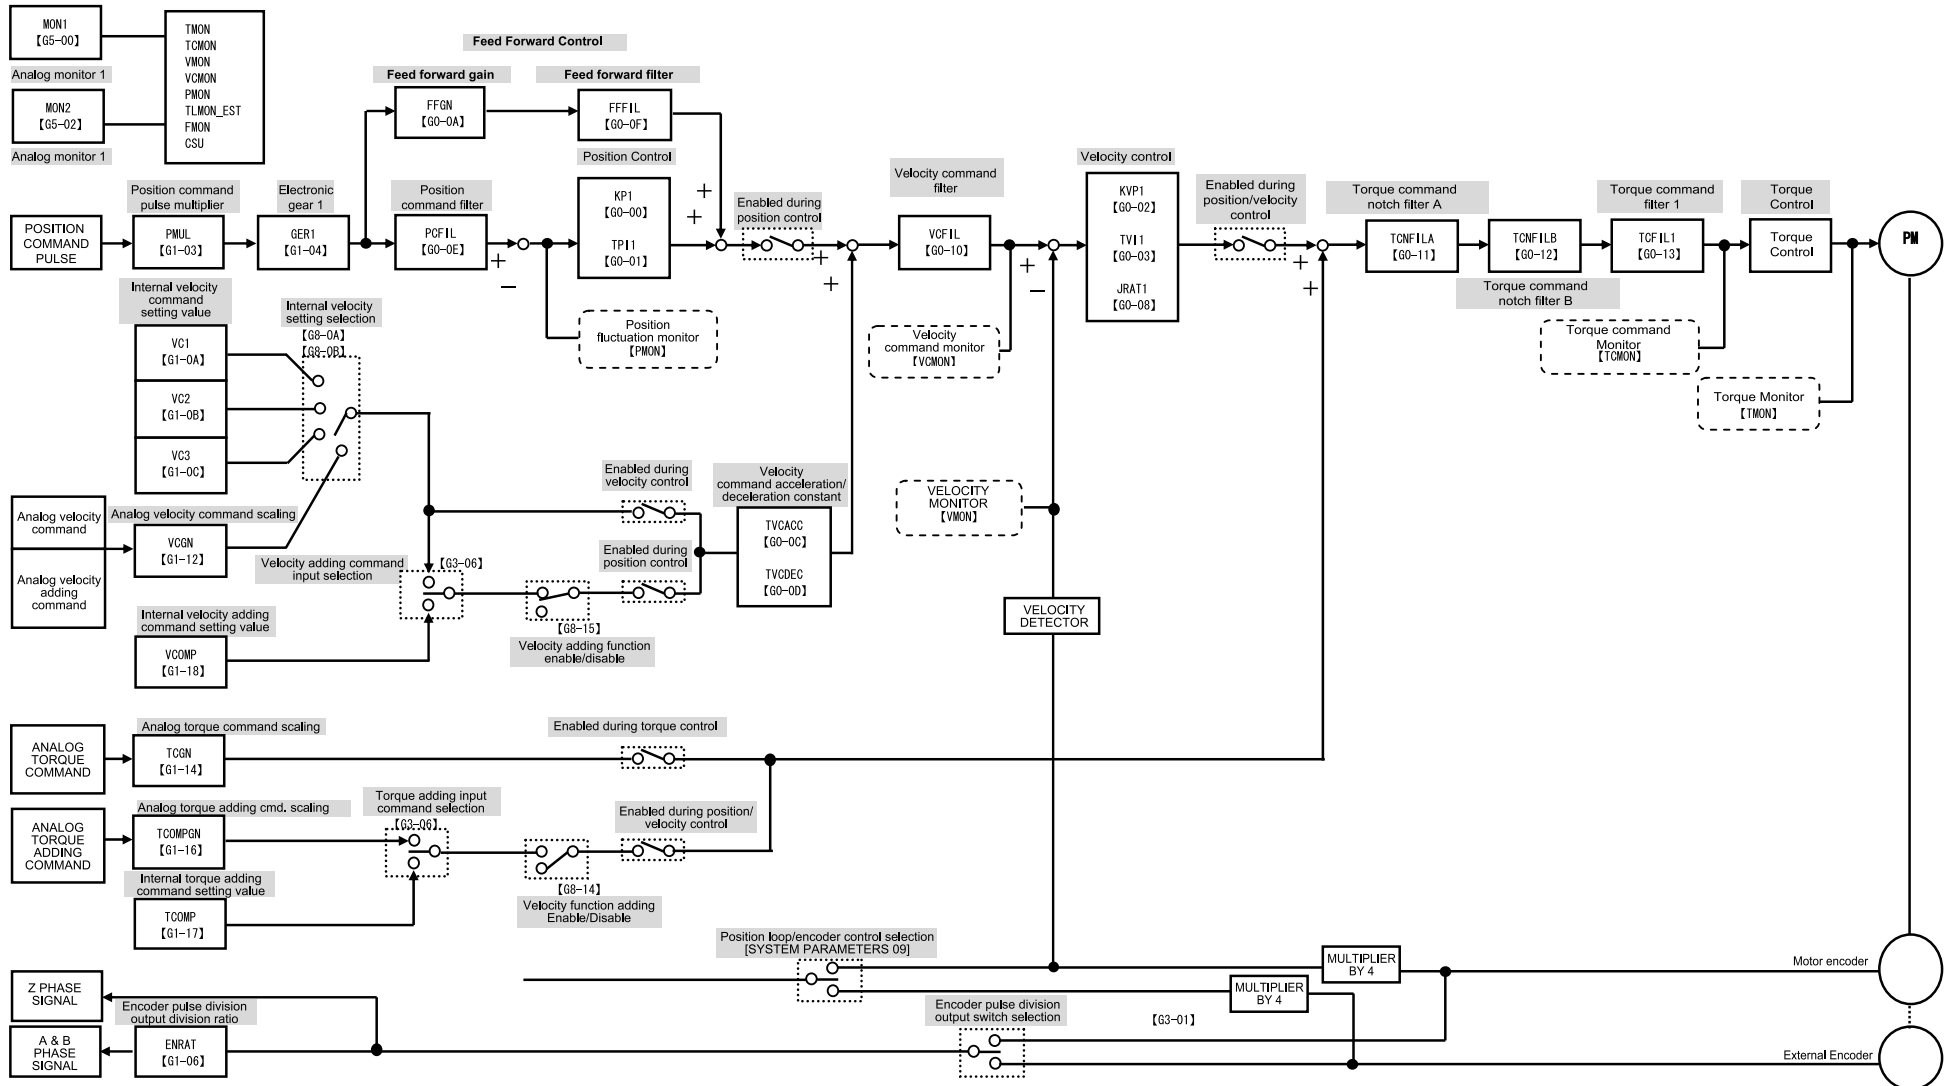 MON1
【G5-00】
Analog monitor 1
MON2
【G5-02】
Analog monitor 1
TMON
TCMON
VMON
VCMON
PMON
TLMON_EST
FMON
CSU
Feed Forward Control
Feed forward gain
FFGN
【G0-0A】
Feed forward filter
FFFIL
【G0-0F】
POSITION
COMMAND
PULSE
Position command
pulse multiplier
PMUL
【G1-03】
Electronic
gear 1
GER1
【G1-04】
Position
command filter
PCFIL
【G0-0E】
+
−
Position Control
KP1
【G0-00】
TPI1
【G0-01】
+
+
Enabled during
position control
+
+
Velocity command
filter
VCFIL
【G0-10】
+
−
Velocity control
KVP1
【G0-02】
TVI1
【G0-03】
JRAT1
【G0-08】
Enabled during
position/velocity
control
+
+
Torque command
notch filter A
TCNFILA
【G0-11】
TCNFILB
【G0-12】
Torque command
notch filter B
Torque command
filter 1
TCFIL1
【G0-13】
Torque
Control
Torque
Control
PM
Position
fluctuation monitor
【PMON】
Velocity
command monitor
【VCMON】
Torque command
Monitor
【TCMON】
Torque Monitor
【TMON】
Internal velocity
command
setting value
VC1
【G1-0A】
VC2
【G1-0B】
VC3
【G1-0C】
Internal velocity
setting selection
【G8-0A】
【G8-0B】
Analog velocity
command
Analog velocity
adding
command
Analog velocity command scaling
VCGN
【G1-12】
Velocity adding command
input selection
【G3-06】
Internal velocity adding
command setting value
VCOMP
【G1-18】
【G8-15】
Velocity adding function
enable/disable
Enabled during
velocity control
Enabled during
position control
Velocity
command acceleration/
deceleration constant
TVCACC
【G0-0C】
TVCDEC
【G0-0D】
VELOCITY
MONITOR
【VMON】
VELOCITY
DETECTOR
ANALOG
TORQUE
COMMAND
Analog torque command scaling
TCGN
【G1-14】
Enabled during torque control
ANALOG
TORQUE
ADDING
COMMAND
Analog torque adding cmd. scaling
TCOMPGN
【G1-16】
Torque adding input
command selection
【G3-06】
Enabled during position/
velocity control
Internal torque adding
command setting value
TCOMP
【G1-17】
【G8-14】
Velocity function adding
Enable/Disable
Position loop/encoder control selection
[SYSTEM PARAMETERS 09]
MULTIPLIER
BY 4
MULTIPLIER
BY 4
Motor encoder
Z PHASE
SIGNAL
Encoder pulse division
output division ratio
A & B
PHASE
SIGNAL
ENRAT
【G1-06】
Encoder pulse division
output switch selection
【G3-01】
External Encoder